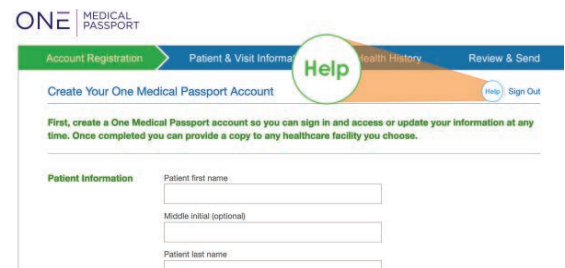 ONE MEDICAL PASSPORT
Account Registration Patient & Visit Informa Health History Review & Send
Help
Create Your One Medical Passport Account Help Sign Out
First, create a One Medical Passport account so you can sign in and access or update your information at any
time. Once completed you can provide a copy to any healthcare facility you choose.
Patient Information Patient first name
Middle initial (optional)
Patient last name